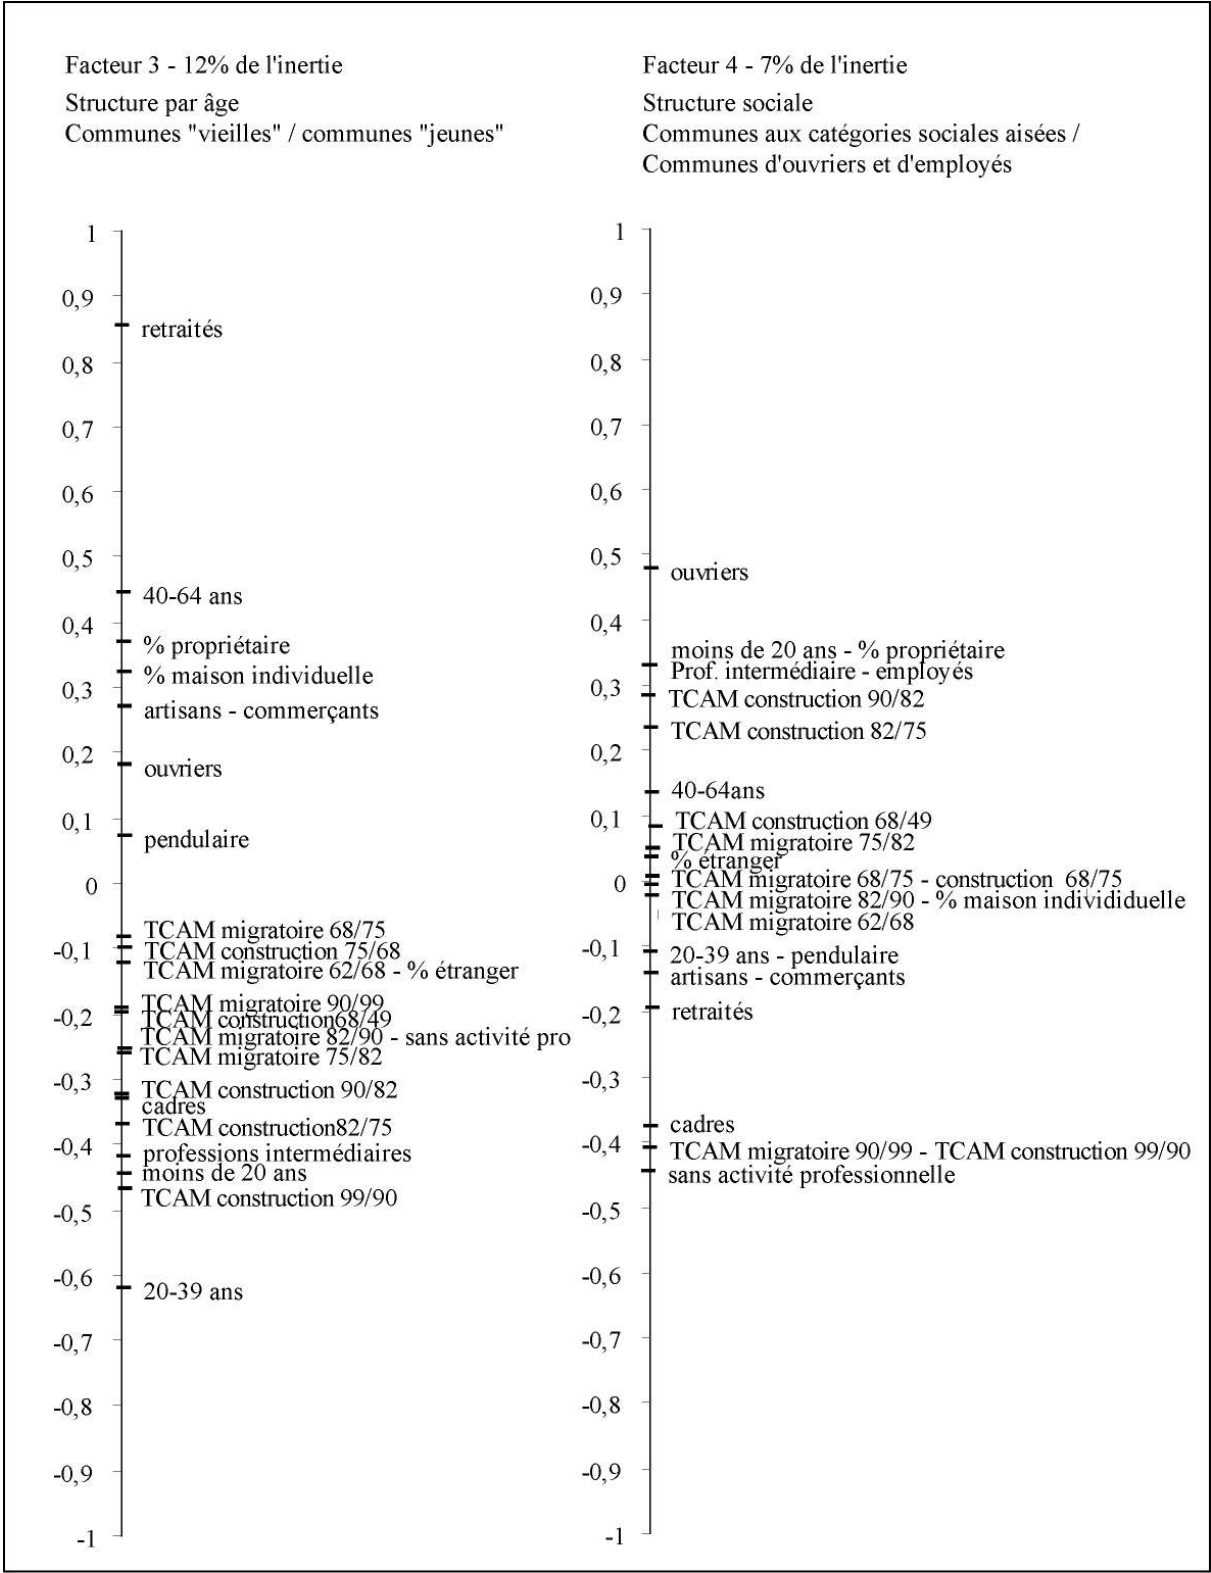 Facteur 3 - 12% de l'inertie
Structure par âge
Communes "vieilles" / communes "jeunes"
1
0,9
retraités
0,8
0,7
0,6
0,5
40-64 ans
0,4
% propriétaire
% maison individuelle
0,3
artisans - commerçants
0,2
ouvriers
0,1
pendulaire
0
TCAM migratoire 68/75
-0,1
TCAM construction 75/68
TCAM migratoire 62/68 - % étranger
TCAM migratoire 90/99
-0,2
TCAM construction68/49
TCAM migratoire 82/90 - sans activité pro
TCAM migratoire 75/82
-0,3
TCAM construction 90/82
cadres
TCAM construction82/75
-0,4
professions intermédiaires
moins de 20 ans
TCAM construction 99/90
-0,5
-0,6
20-39 ans
-0,7
-0,8
-0,9
-1
Facteur 4 - 7% de l'inertie
Structure sociale
Communes aux catégories sociales aisées /
Communes d'ouvriers et d'employés
1
0,9
0,8
0,7
0,6
0,5
ouvriers
0,4
moins de 20 ans - % propriétaire
Prof. intermédiaire - employés
0,3
TCAM construction 90/82
TCAM construction 82/75
0,2
40-64ans
0,1
TCAM construction 68/49
TCAM migratoire 75/82
% étranger
0
TCAM migratoire 68/75 - construction 68/75
TCAM migratoire 82/90 - % maison individiduelle
TCAM migratoire 62/68
-0,1
20-39 ans - pendulaire
artisans - commerçants
-0,2
retraités
-0,3
cadres
-0,4
TCAM migratoire 90/99 - TCAM construction 99/90
sans activité professionnelle
-0,5
-0,6
-0,7
-0,8
-0,9
-1